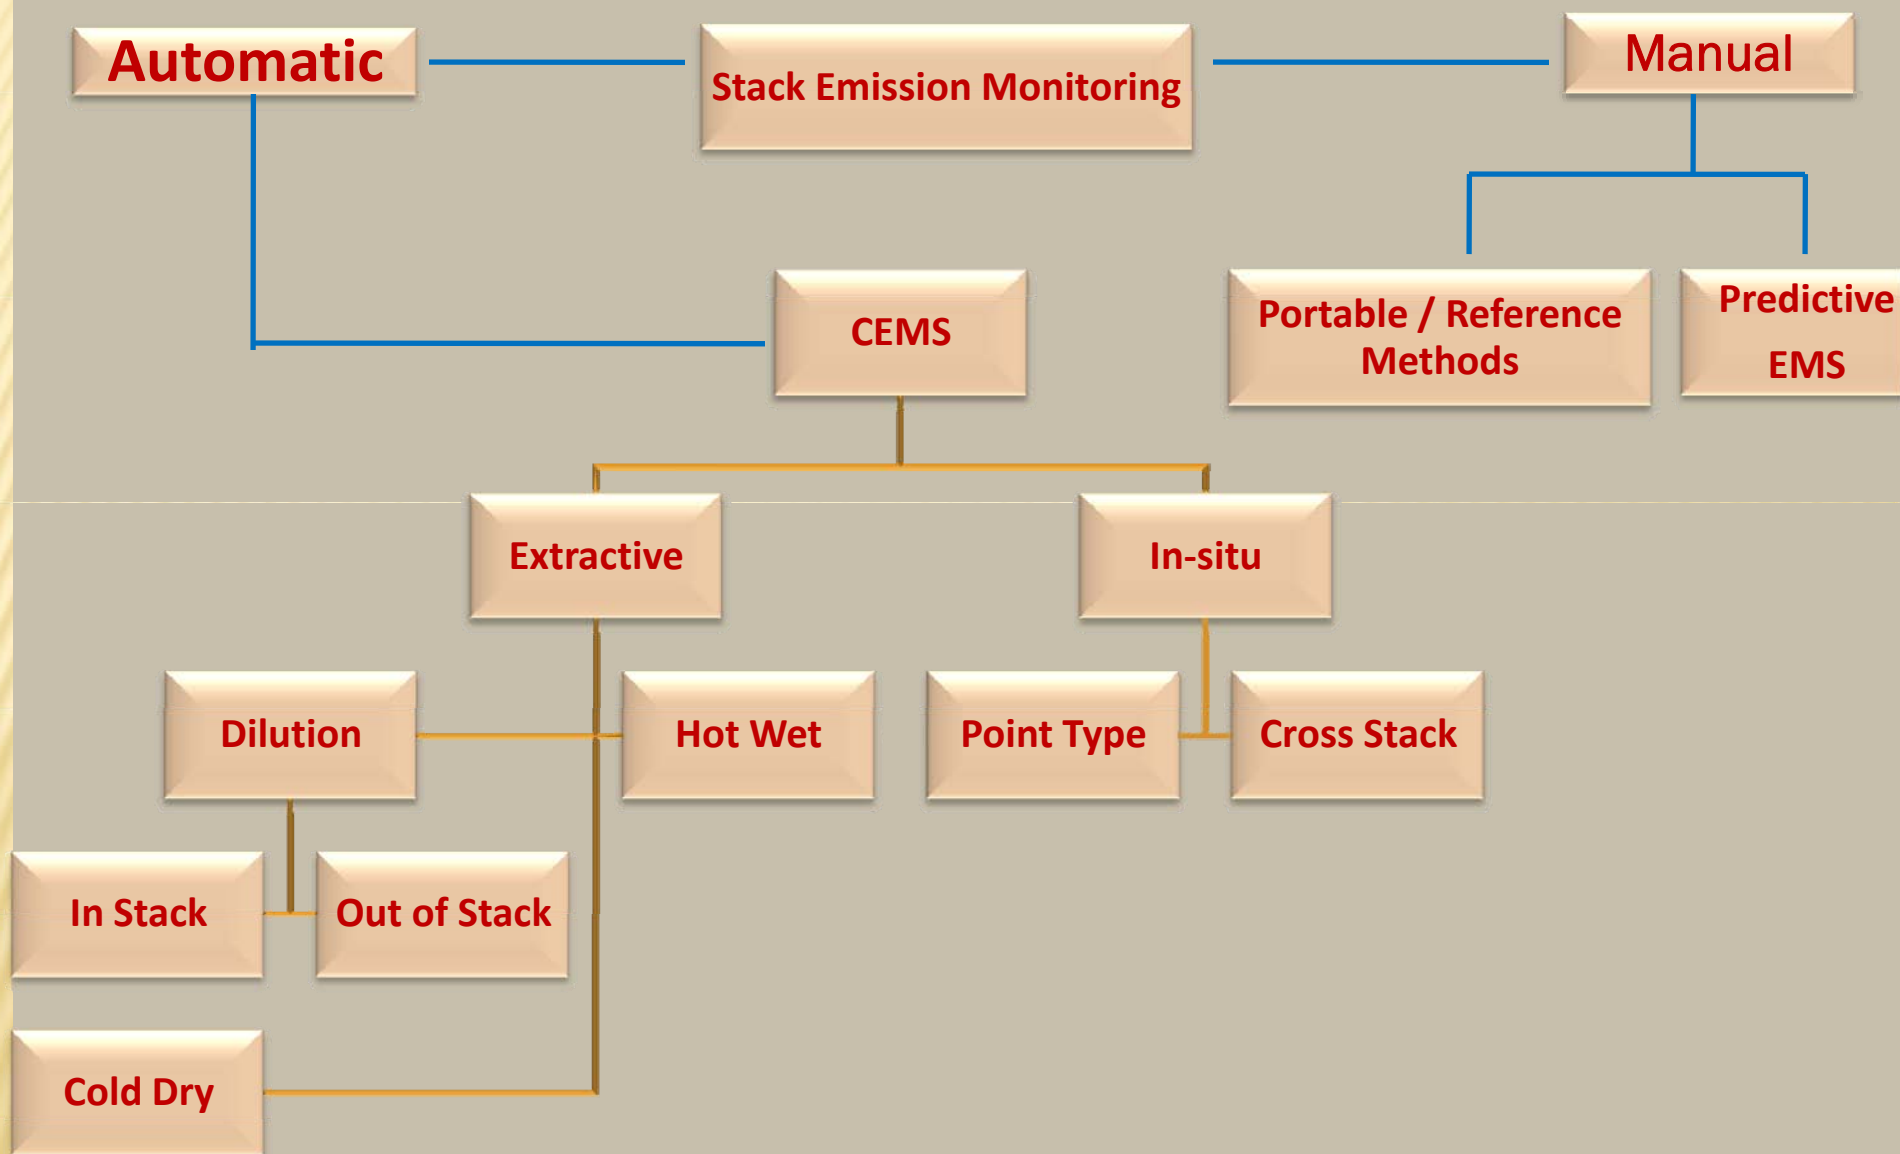 Automatic
Stack Emission Monitoring
Manual
CEMS
Portable / Reference
Methods
Predictive
EMS
Extractive
In-situ
Dilution
Hot Wet
Point Type
Cross Stack
In Stack
Out of Stack
Cold Dry